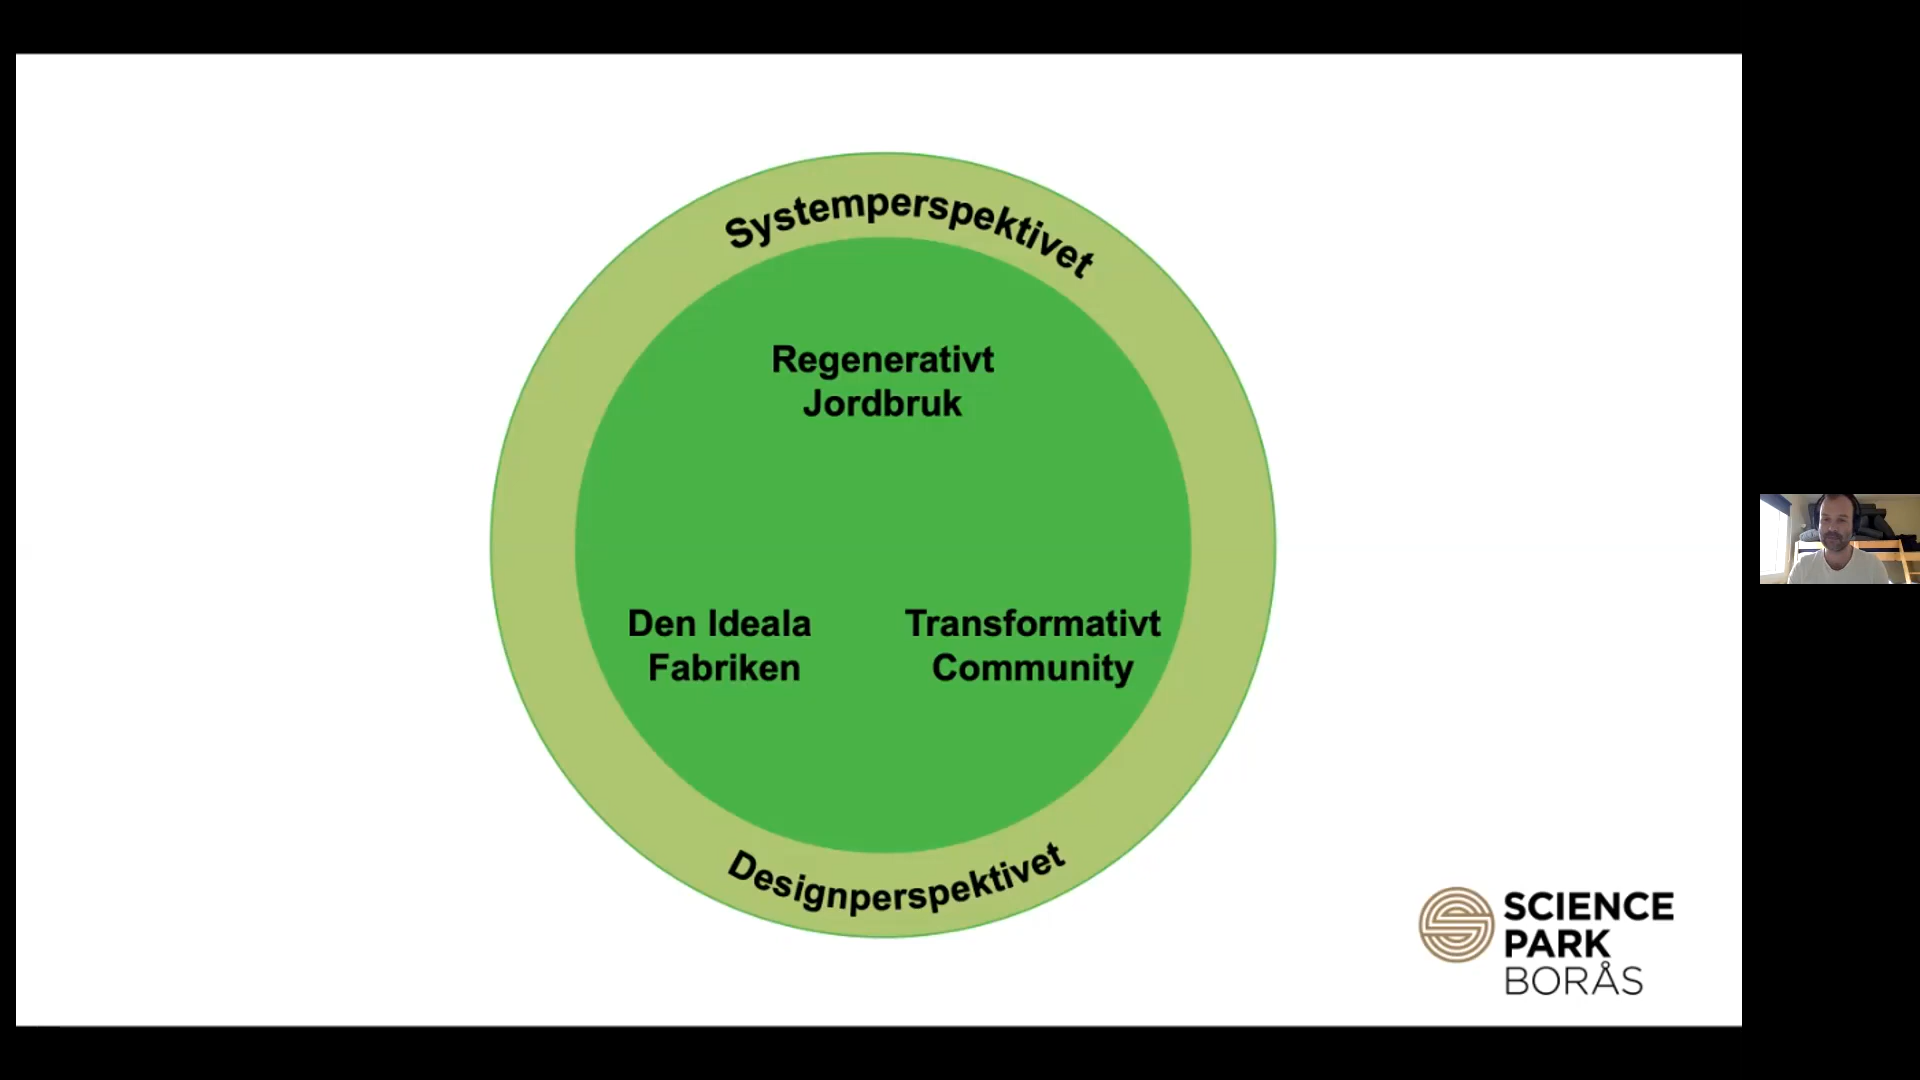 Systemperspektivet
Regenerativt
Jordbruk
Den Ideala
Fabriken
Transformativt
Community
Designperspektivet
SCIENCE
PARK
BORÅS